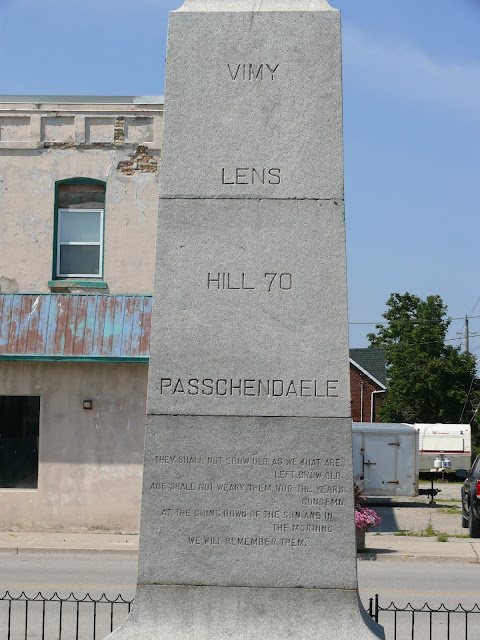 VIMY
LENS
HILL 70
PASSCHENDAELE
THEY SHALL NOT GROW OLD, AS WE THAT ARE
LEFT GROW OLD.
AGE SHALL NOT WEARY THEM, NOR THE YEARS
CONDEMN
AT THE GOING DOWN OF THE SUN AND IN
THE MORNING
WE WILL REMEMBER THEM.